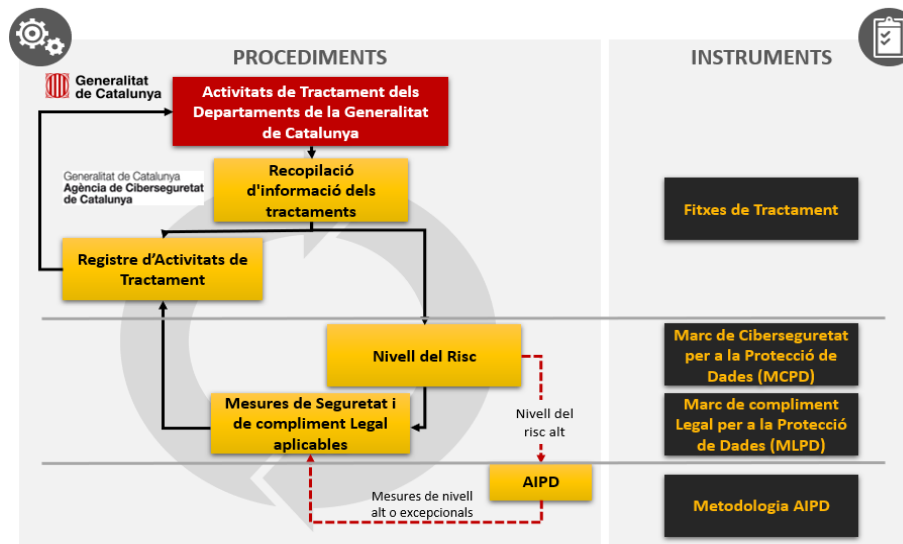 PROCEDIMENTS
INSTRUMENTS
Generalitat
de Catalunya
Activitats de Tractament dels
Departaments de la Generalitat
de Catalunya
Recopilació
d'informació dels
tractaments
Generalitat de Catalunya
Agència de Ciberseguretat
de Catalunya
Fitxes de Tractament
Registre d’Activitats de
Tractament
Nivell del Risc
Marc de Ciberseguretat
per a la Protecció de
Dades (MCPD)
Mesures de Seguretat i
de compliment Legal
aplicables
Nivell del
risc alt
Marc de compliment
Legal per a la Protecció
de Dades (MLPD)
AIPD
Mesures de nivell
alt o excepcionals
Metodologia AIPD